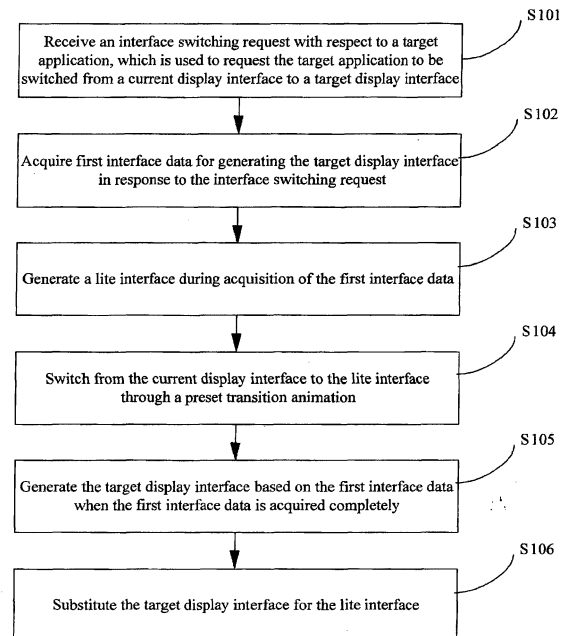 S101
Receive an interface switching request with respect to a target
application, which is used to request the target application to be
switched from a current display interface to a target display interface
S102
Acquire first interface data for generating the target display interface
in response to the interface switching request
S103
Generate a lite interface during acquisition of the first interface data
S104
Switch from the current display interface to the lite interface
through a preset transition animation
S105
Generate the target display interface based on the first interface data
when the first interface data is acquired completely
S106
Substitute the target display interface for the lite interface